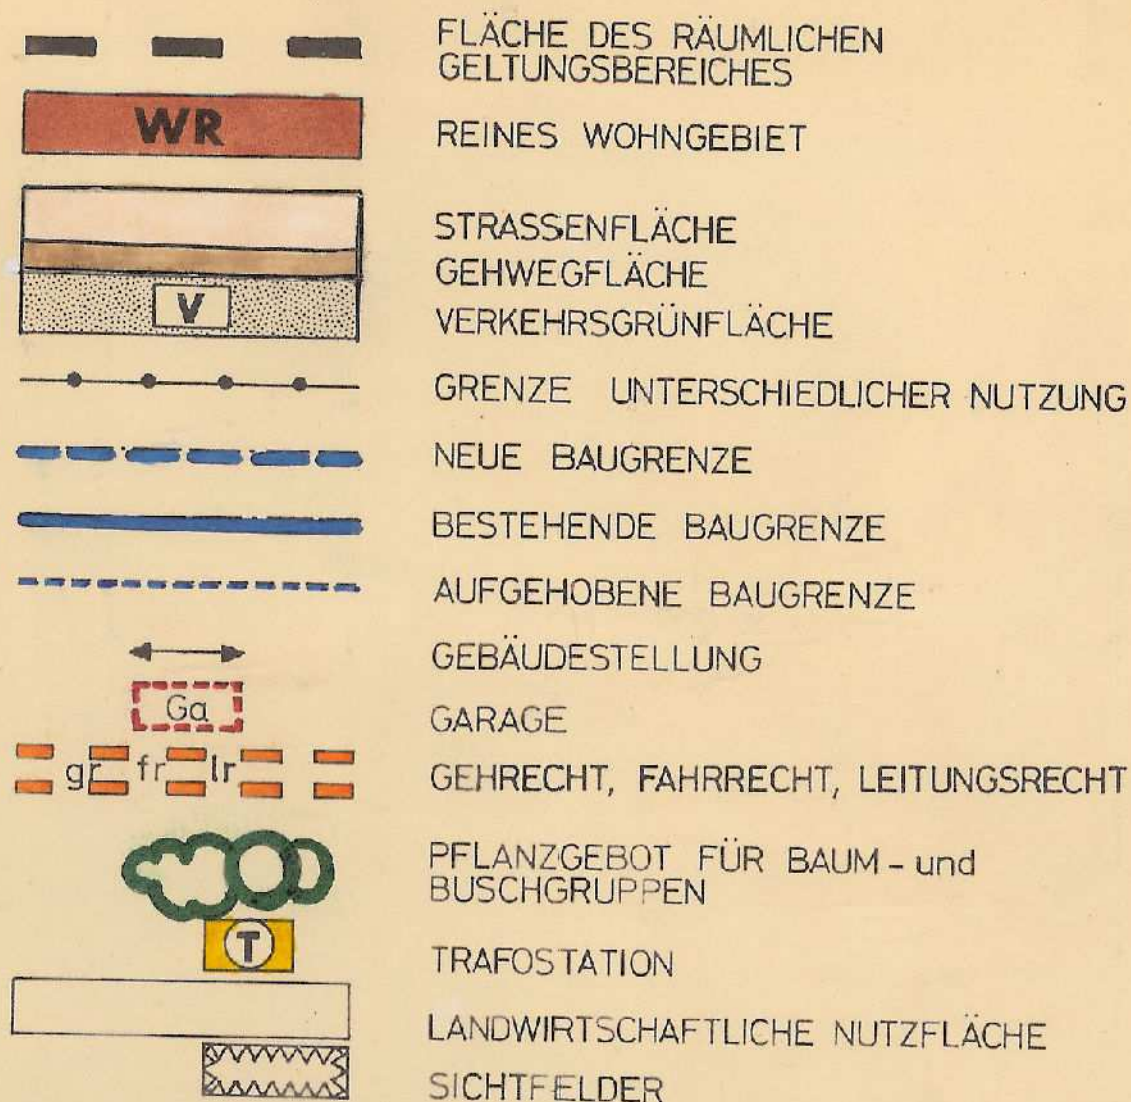 FLÄCHE DES RÄUMLICHEN
GELTUNGSBEREICHES
WR REINES WOHNGEBIET
STRASSENFLÄCHE
GEHWEGFLÄCHE
V VERKEHRSGRÜNFLÄCHE
GRENZE UNTERSCHIEDLICHER NUTZUNG
NEUE BAUGRENZE
BESTEHENDE BAUGRENZE
AUFGEHOBENE BAUGRENZE
GEBÄUDESTELLUNG
Ga GARAGE
gr fr lr GEHRECHT, FAHRRECHT, LEITUNGSRECHT
PFLANZGEBOT FÜR BAUM - und
BUSCHGRUPPEN
T TRAFOSTATION
LANDWIRTSCHAFTLICHE NUTZFLÄCHE
SICHTFELDER